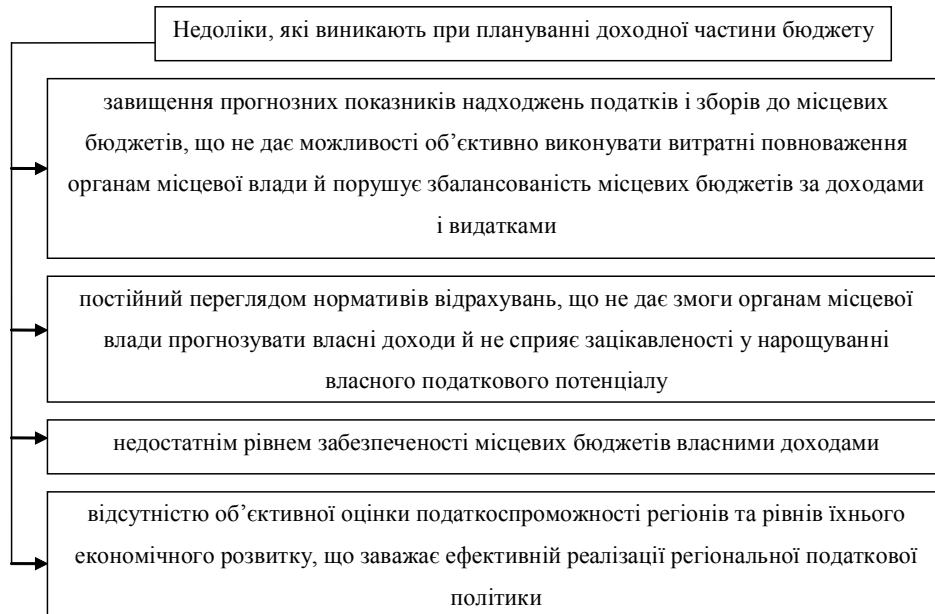 Недоліки, які виникають при плануванні доходної частини бюджету
завищення прогнозних показників надходжень податків і зборів до місцевих
бюджетів, що не дає можливості об’єктивно виконувати витратні повноваження
органам місцевої влади й порушує збалансованість місцевих бюджетів за доходами
і видатками
постійний переглядом нормативів відрахувань, що не дає змоги органам місцевої
влади прогнозувати власні доходи й не сприяє зацікавленості у нарощуванні
власного податкового потенціалу
недостатнім рівнем забезпеченості місцевих бюджетів власними доходами
відсутністю об’єктивної оцінки податкоспроможності регіонів та рівнів їхнього
економічного розвитку, що заважає ефективній реалізації регіональної податкової
політики